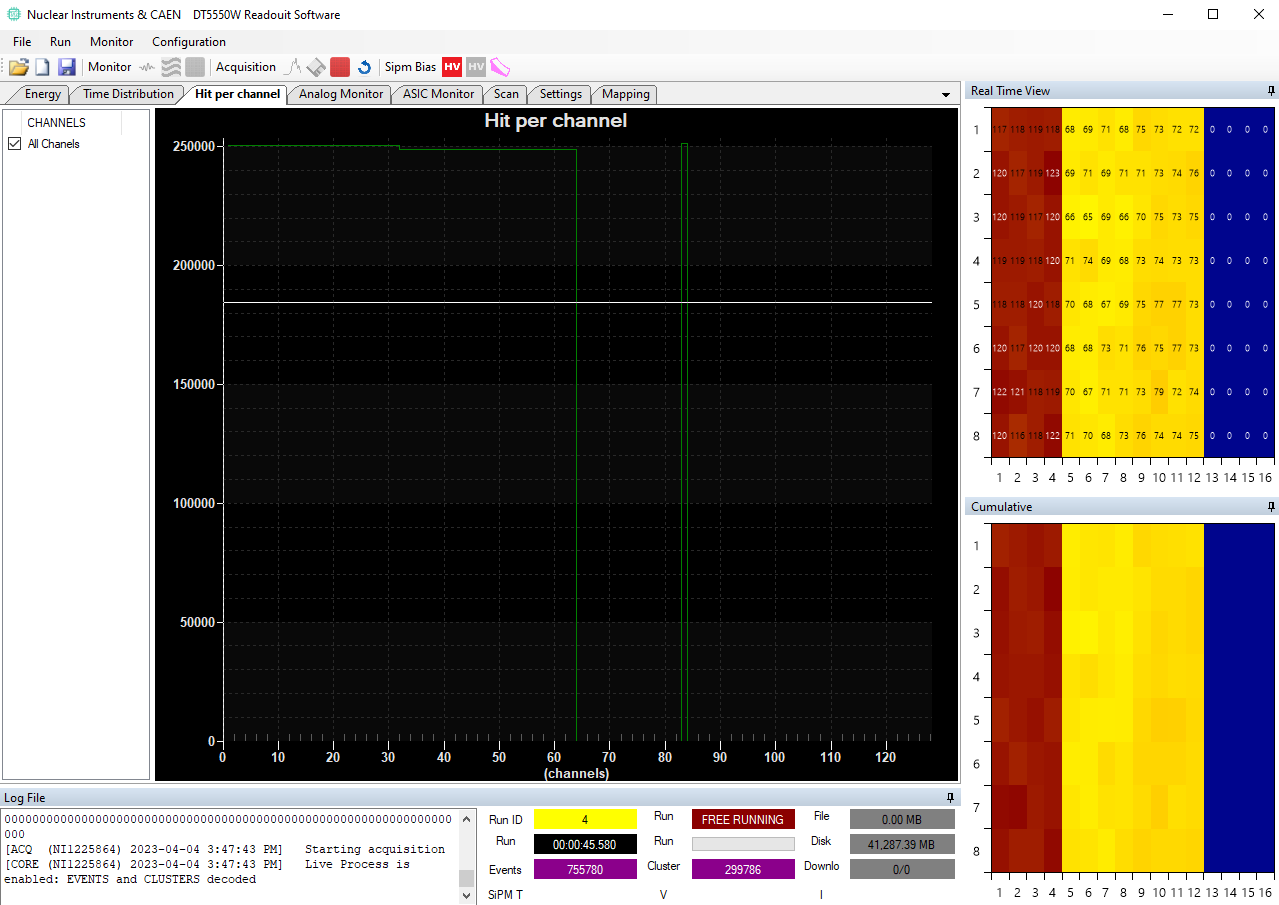 Nuclear Instruments & CAEN DT5550W Readouit Software
File Run Monitor Configuration
Monitor Acquisition Sipm Bias HV HV
Energy Time Distribution Hit per channel Analog Monitor ASIC Monitor Scan Settings Mapping
CHANNELS
All Chanels
Hit per channel
250000
200000
150000
100000
50000
0
0 10 20 30 40 50 60 70 80 90 100 110 120
(channels)
Real Time View
1 117 118 119 118 68 69 71 68 75 73 72 72 0 0 0 0
2 120 117 119 123 69 71 69 71 71 73 74 76 0 0 0 0
3 120 119 117 120 66 65 69 66 70 75 73 75 0 0 0 0
4 119 119 118 120 71 74 69 68 73 74 73 73 0 0 0 0
5 118 118 120 118 70 68 67 69 75 77 77 73 0 0 0 0
6 120 117 120 120 68 68 73 71 76 75 77 73 0 0 0 0
7 122 121 118 119 70 67 71 71 73 79 72 74 0 0 0 0
8 120 116 118 122 71 70 68 73 76 74 74 75 0 0 0 0
1 2 3 4 5 6 7 8 9 10 11 12 13 14 15 16
Cumulative
1
2
3
4
5
6
7
8
1 2 3 4 5 6 7 8 9 10 11 12 13 14 15 16
Log File
0000000000000000000000000000000000000000000000000000000000000000
000
[ACQ (NI1225864) 2023-04-04 3:47:43 PM] Starting acquisition
[CORE (NI1225864) 2023-04-04 3:47:43 PM] Live Process is
enabled: EVENTS and CLUSTERS decoded
Run ID 4 Run FREE RUNNING File 0.00 MB
Run 00:00:45.580 Run Disk 41,287.39 MB
Events 755780 Cluster 299786 Downlo 0/0
SiPM T V I